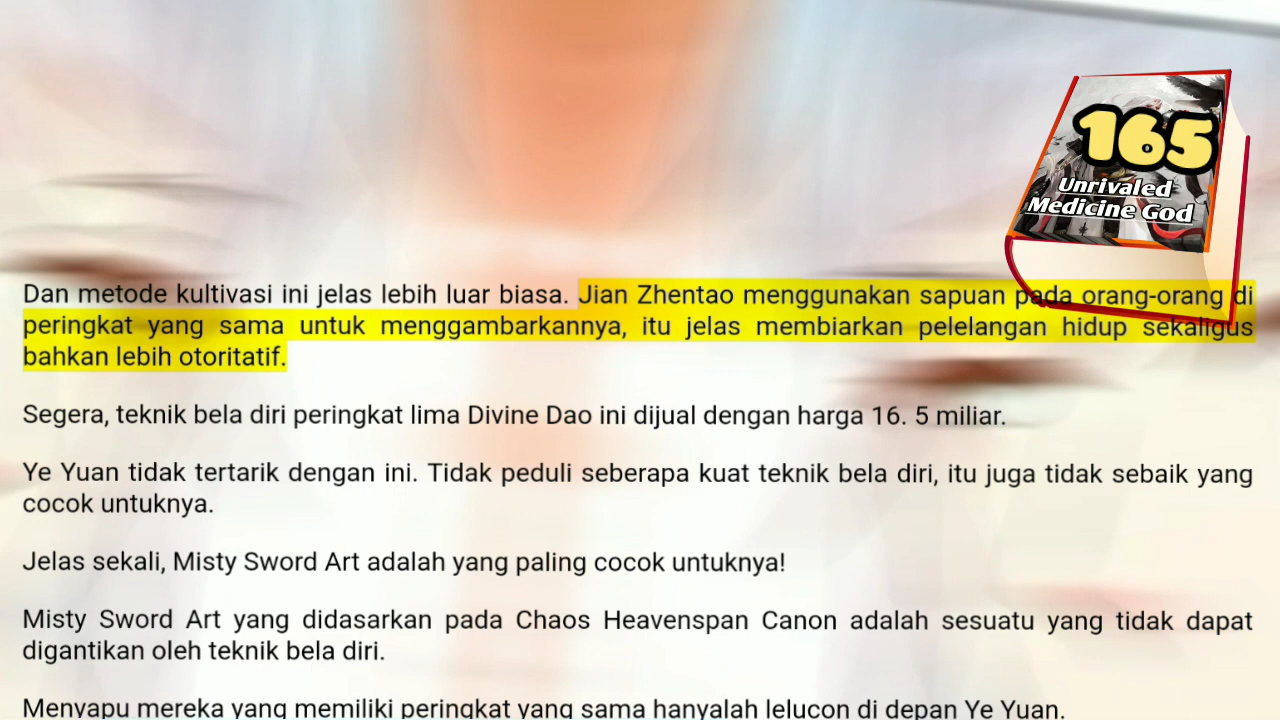 165
Unrivaled
Medicine God
Dan metode kultivasi ini jelas lebih luar biasa. Jian Zhentao menggunakan sapuan pada orang-orang di
peringkat yang sama untuk menggambarkannya, itu jelas membiarkan pelelangan hidup sekaligus
bahkan lebih otoritatif.
Segera, teknik bela diri peringkat lima Divine Dao ini dijual dengan harga 16. 5 miliar.
Ye Yuan tidak tertarik dengan ini. Tidak peduli seberapa kuat teknik bela diri, itu juga tidak sebaik yang
cocok untuknya.
Jelas sekali, Misty Sword Art adalah yang paling cocok untuknya!
Misty Sword Art yang didasarkan pada Chaos Heavenspan Canon adalah sesuatu yang tidak dapat
digantikan oleh teknik bela diri.
Menyapu mereka yang memiliki peringkat yang sama hanyalah lelucon di depan Ye Yuan.